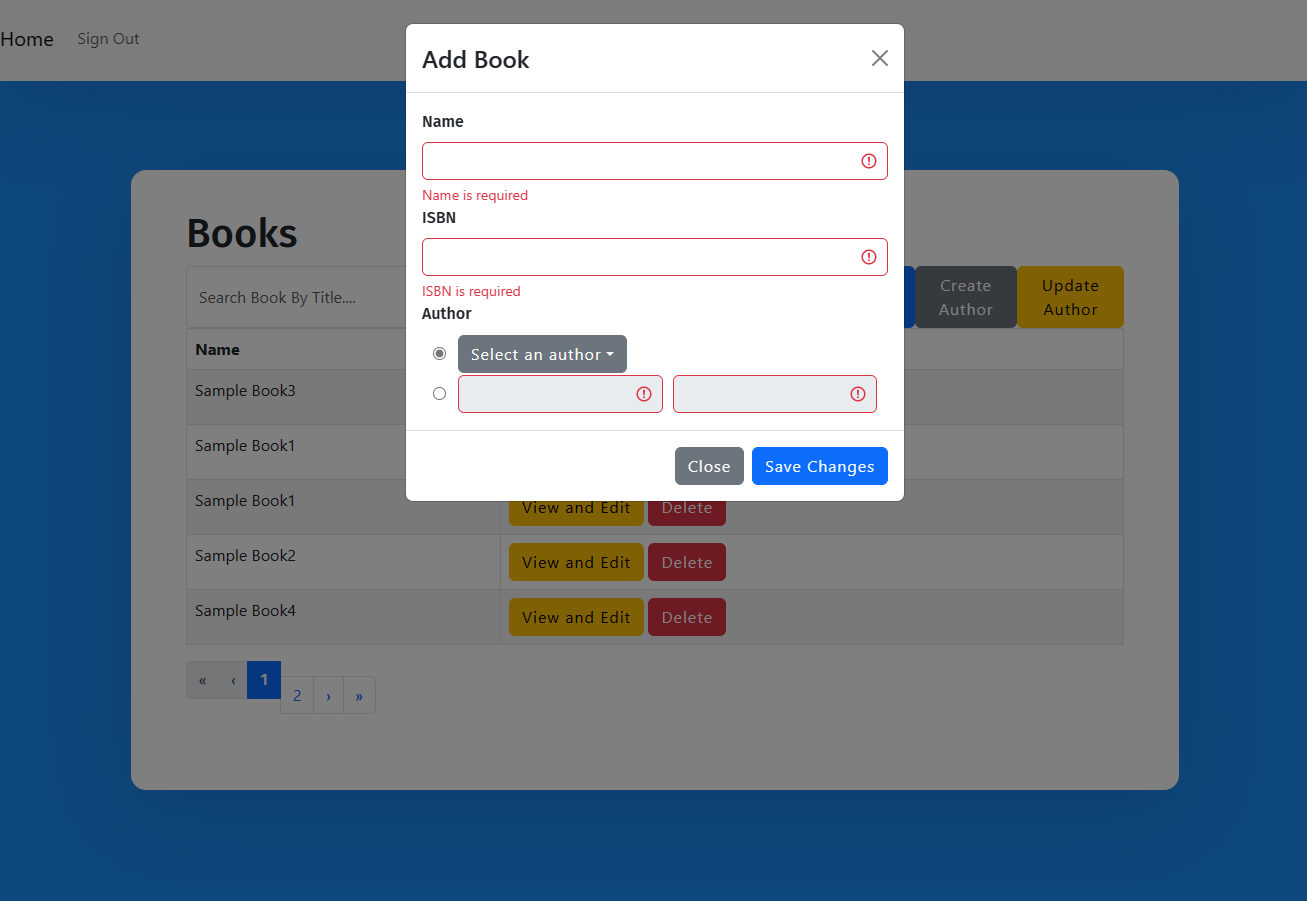 Home
Sign Out
Add Book
Name
Name is required
ISBN
ISBN is required
Author
Select an author
Close
Save Changes
Books
Search Book By Title....
Create
Author
Update
Author
Name
Sample Book3
Sample Book1
Sample Book1
View and Edit
Delete
Sample Book2
View and Edit
Delete
Sample Book4
View and Edit
Delete
« ‹ 1 2 › »